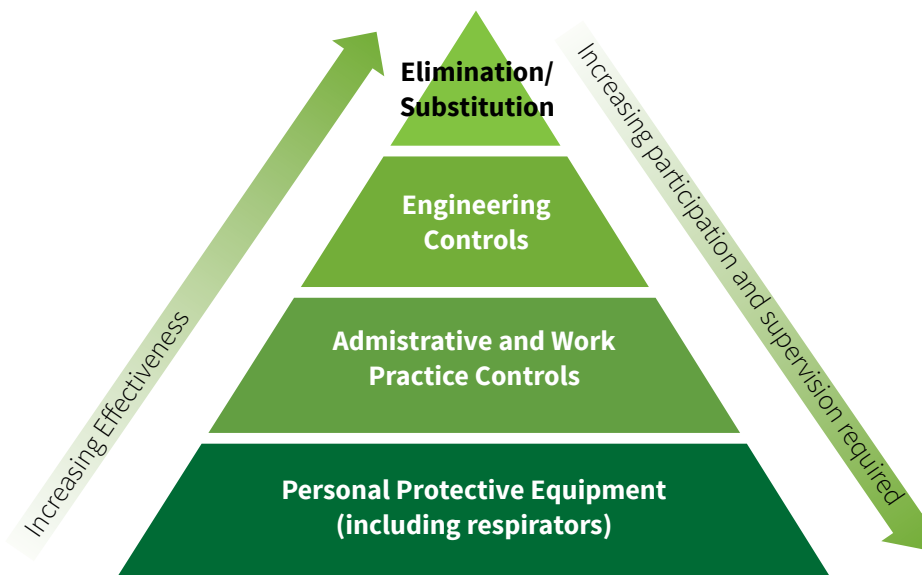 Elimination/
Substitution
Engineering
Controls
Admistrative and Work
Practice Controls
Personal Protective Equipment
(including respirators)
Increasing Effectiveness
Increasing participation and supervision required